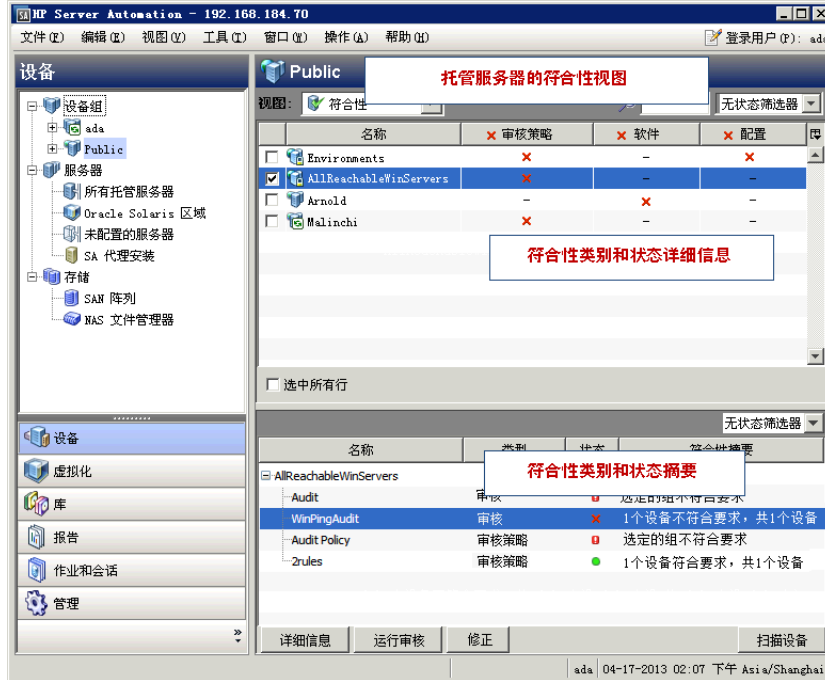 HP Server Automation - 192.168.184.70
文件(F) 编辑(E) 视图(V) 工具(T) 窗口(W) 操作(A) 帮助(H) 登录用户(P): ada
设备
Public
托管服务器的符合性视图
设备组
ada
Public
服务器
所有托管服务器
Oracle Solaris 区域
未配置的服务器
SA 代理安装
存储
SAN 阵列
NAS 文件管理器
视图: 符合性 无状态筛选器
名称 审核策略 软件 配置
Environments – 
AllReachableWinServers – –
Arnold – –
Malinchi – –
符合性类别和状态详细信息
选中所有行
设备
虚拟化
库
报告
作业和会话
管理
»
无状态筛选器
名称 类型 状态 符合性摘要
符合性类别和状态摘要
AllReachableWinServers
Audit 审核 选定的组不符合要求
WinPingAudit 审核 1个设备不符合要求，共1个设备
Audit Policy 审核策略 选定的组不符合要求
2rules 审核策略 1个设备符合要求，共1个设备
详细信息 运行审核 修正 扫描设备
ada 04-17-2013 02:07 下午 Asia/Shanghai